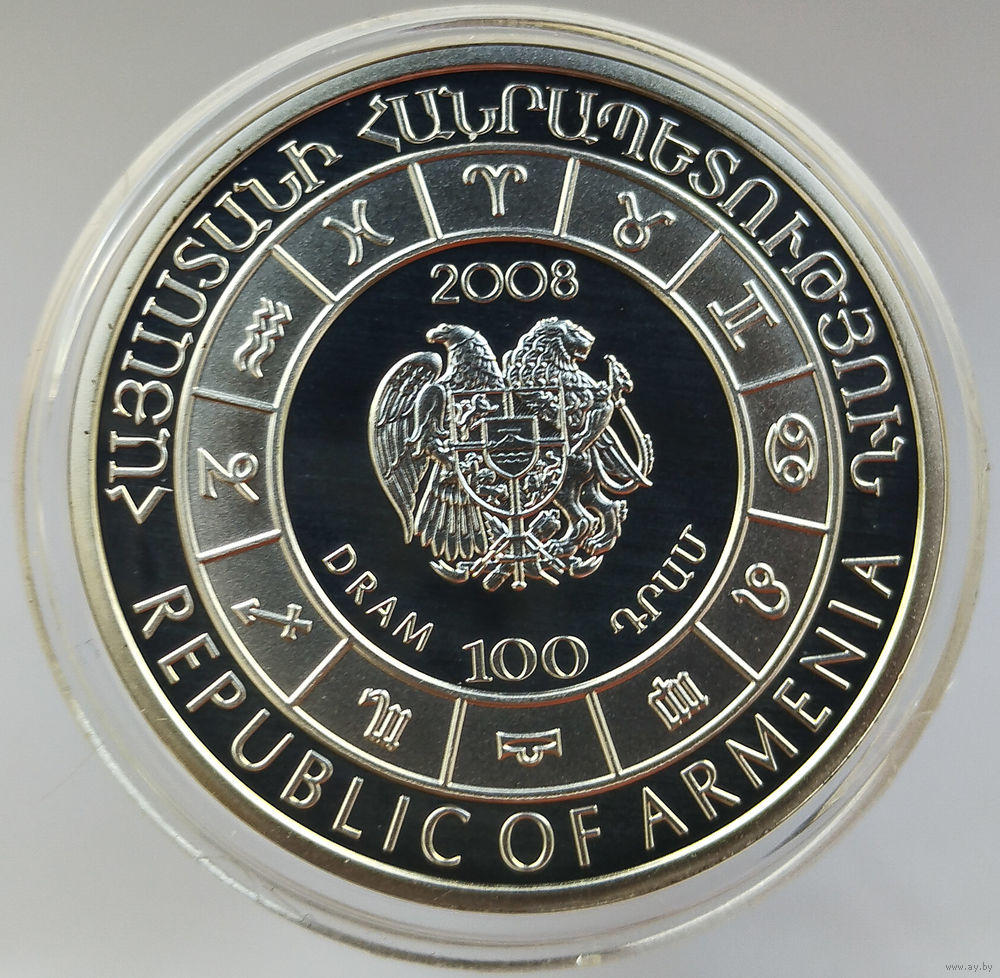 ՀԱՅԱՍՏԱՆԻ ՀԱՆՐԱՊԵՏՈՒԹՅՈՒՆ
2008
DRAM 100 ԴՐԱՄ
REPUBLIC OF ARMENIA
www.ay.by